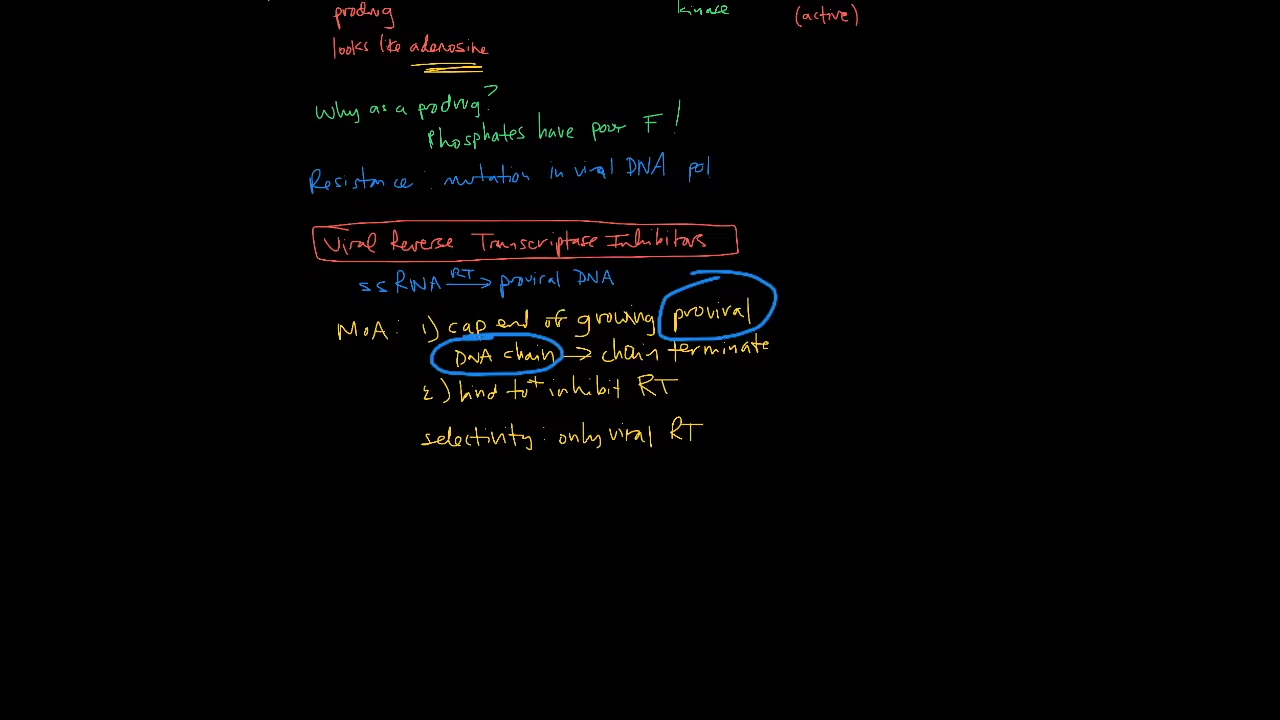 prodrug
kinase
(active)
looks like adenosine
Why as a prodrug?
Phosphates have poor F!
Resistance: mutation in viral DNA pol
Viral Reverse Transcriptase Inhibitors
ssRNA RT → proviral DNA
MoA: 1) cap end of growing proviral
DNA chain → chain terminate
2) bind to + inhibit RT
selectivity: only viral RT